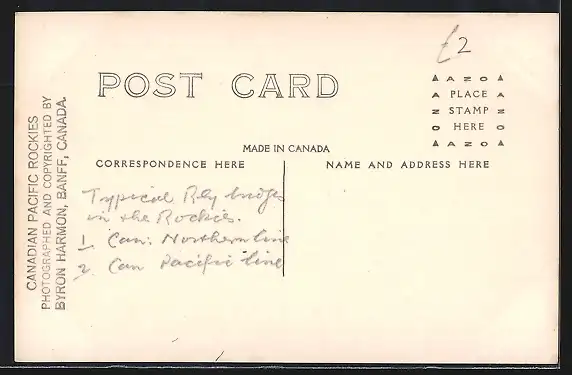 £2
POST CARD
▲ A Z O ▲
▲ PLACE ▲
Z STAMP Z
O HERE O
▲ A Z O ▲
MADE IN CANADA
CORRESPONDENCE HERE
NAME AND ADDRESS HERE
Typical Rly bridges
in the Rockies.
1. Can. Northern line
2. Can Pacific line
CANADIAN PACIFIC ROCKIES
PHOTOGRAPHED AND COPYRIGHTED BY
BYRON HARMON, BANFF, CANADA.